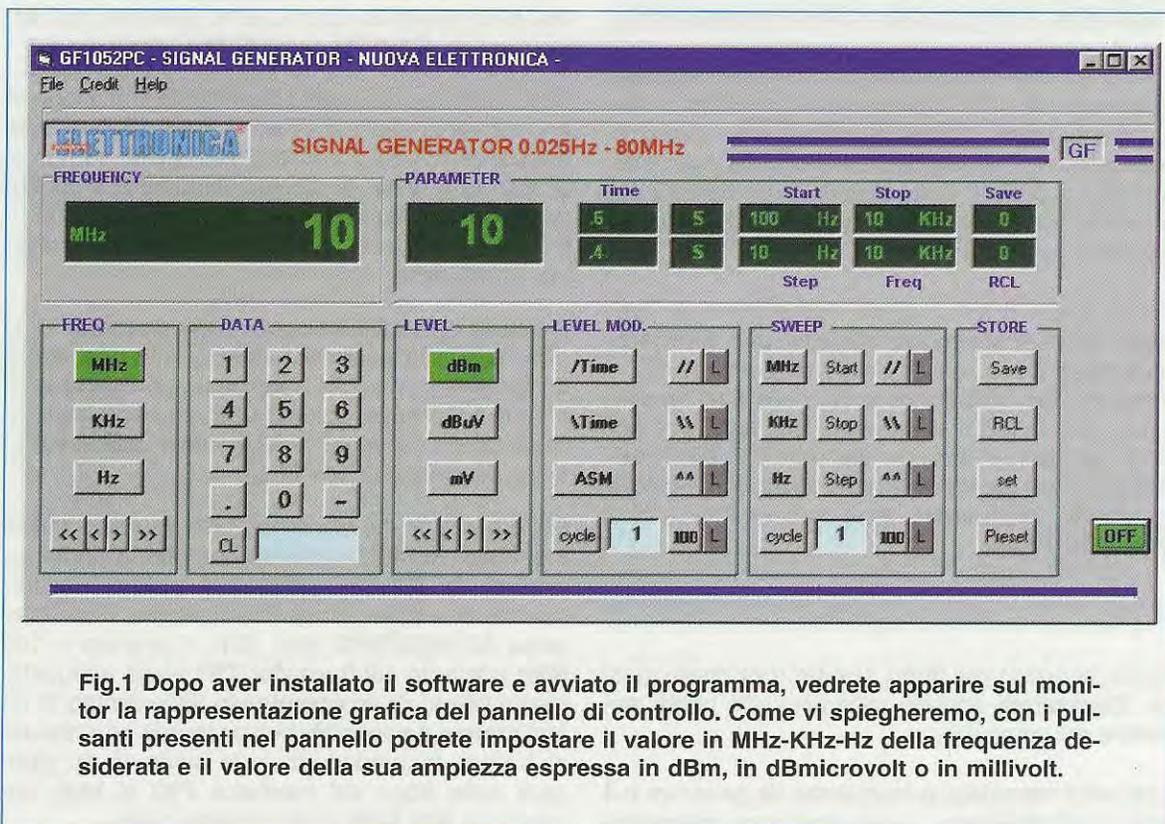 GF1052PC - SIGNAL GENERATOR - NUOVA ELETTRONICA -
File Credit Help
ELETTRONICA SIGNAL GENERATOR 0.025Hz - 80MHz GF
FREQUENCY PARAMETER Time Start Stop Save
MHz 10 10 .5 S 100 Hz 10 KHz 0
.4 S 10 Hz 10 KHz 0
Step Freq RCL
FREQ DATA LEVEL LEVEL MOD. SWEEP STORE
MHz 1 2 3 dBm /Time // L MHz Start // L Save
KHz 4 5 6 dBuV \Time \\ L KHz Stop \\ L RCL
Hz 7 8 9 mV ASM ^^ L Hz Step ^^ L set
. 0 -
<< < > >> CL << < > >> cycle 1 L cycle 1 L Preset OFF
Fig.1 Dopo aver installato il software e avviato il programma, vedrete apparire sul moni-
tor la rappresentazione grafica del pannello di controllo. Come vi spiegheremo, con i pul-
santi presenti nel pannello potrete impostare il valore in MHz-KHz-Hz della frequenza de-
siderata e il valore della sua ampiezza espressa in dBm, in dBmicrovolt o in millivolt.